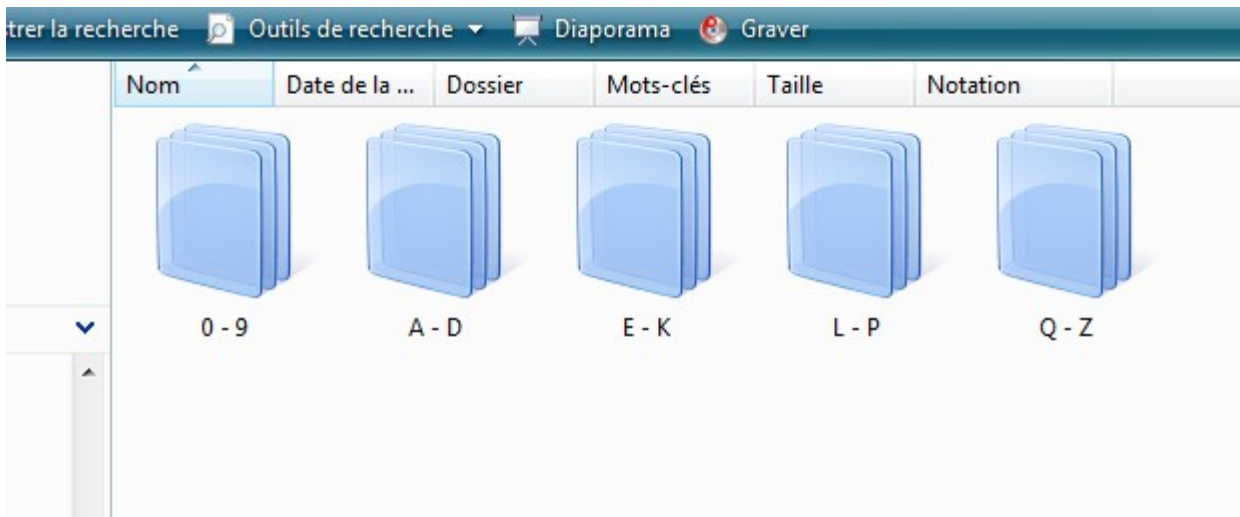 trer la recherche Outils de recherche Diaporama Graver
Nom Date de la ... Dossier Mots-clés Taille Notation
0 - 9 A - D E - K L - P Q - Z